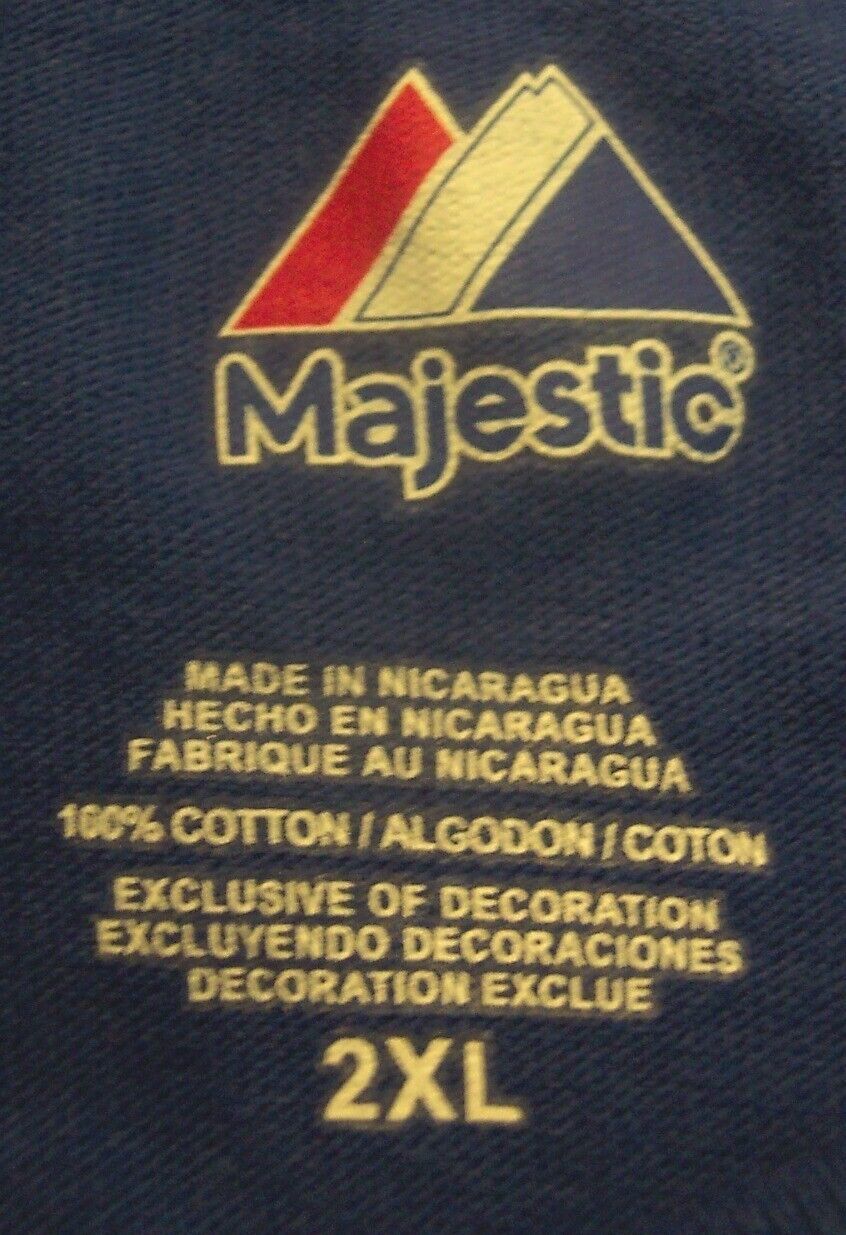 Majestic®
MADE IN NICARAGUA
HECHO EN NICARAGUA
FABRIQUE AU NICARAGUA
100% COTTON / ALGODON / COTON
EXCLUSIVE OF DECORATION
EXCLUYENDO DECORACIONES
DECORATION EXCLUE
2XL